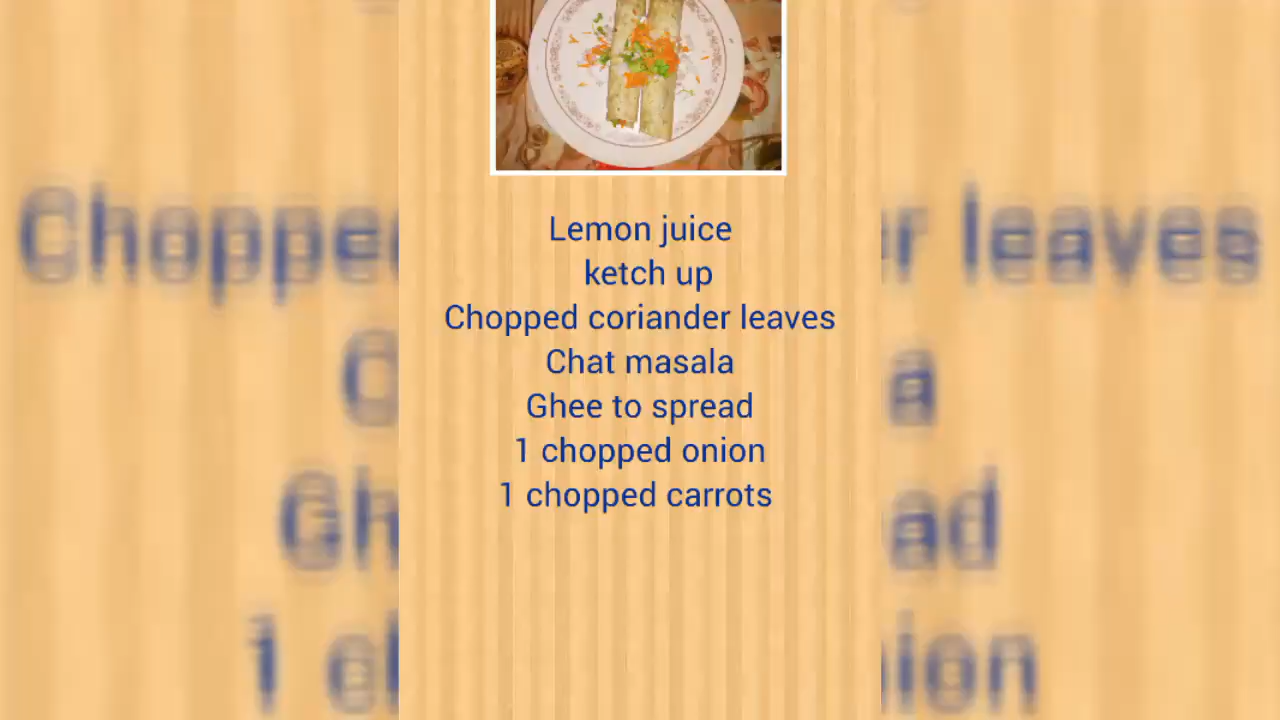 Lemon juice
ketch up
Chopped coriander leaves
Chat masala
Ghee to spread
1 chopped onion
1 chopped carrots